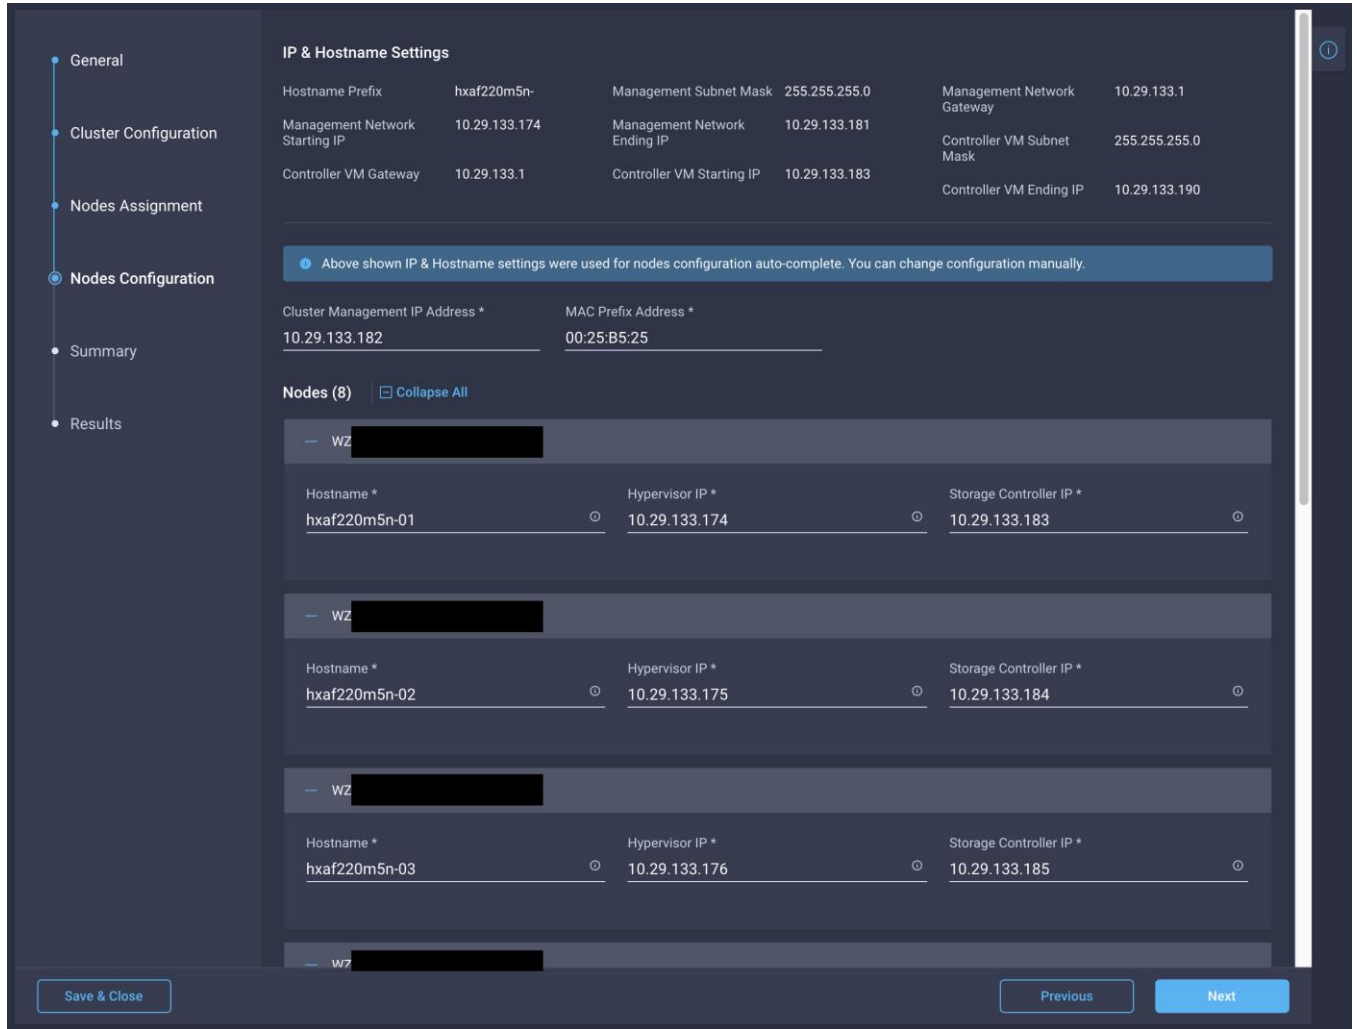 General
Cluster Configuration
Nodes Assignment
Nodes Configuration
Summary
Results
IP & Hostname Settings
Hostname Prefix hxaf220m5n-
Management Subnet Mask 255.255.255.0
Management Network Gateway 10.29.133.1
Management Network Starting IP 10.29.133.174
Management Network Ending IP 10.29.133.181
Controller VM Subnet Mask 255.255.255.0
Controller VM Gateway 10.29.133.1
Controller VM Starting IP 10.29.133.183
Controller VM Ending IP 10.29.133.190
Above shown IP & Hostname settings were used for nodes configuration auto-complete. You can change configuration manually.
Cluster Management IP Address * MAC Prefix Address *
10.29.133.182 00:25:B5:25
Nodes (8) Collapse All
WZ
Hostname * Hypervisor IP * Storage Controller IP *
hxaf220m5n-01 10.29.133.174 10.29.133.183
WZ
Hostname * Hypervisor IP * Storage Controller IP *
hxaf220m5n-02 10.29.133.175 10.29.133.184
WZ
Hostname * Hypervisor IP * Storage Controller IP *
hxaf220m5n-03 10.29.133.176 10.29.133.185
WZ
Save & Close Previous Next